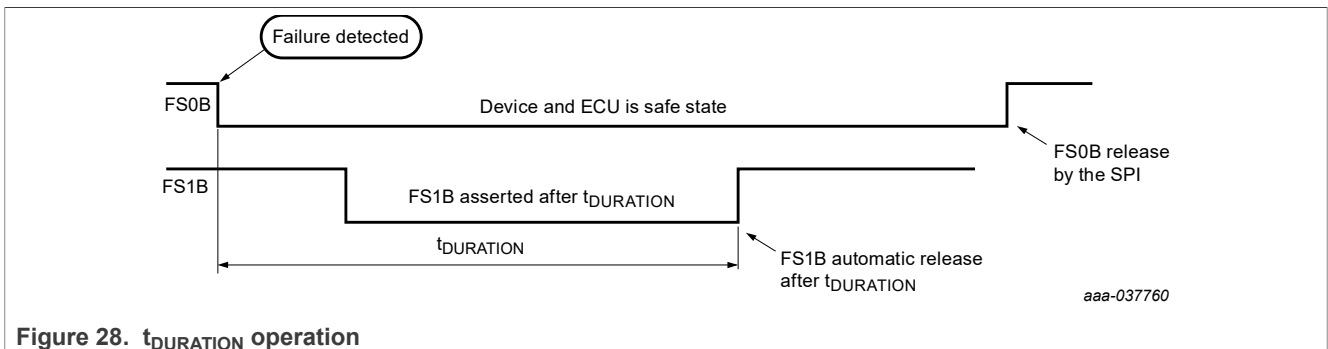 Failure detected
FS0B
Device and ECU is safe state
FS0B release
by the SPI
FS1B
FS1B asserted after tDURATION
tDURATION
FS1B automatic release
after tDURATION
aaa-037760
Figure 28. tDURATION operation